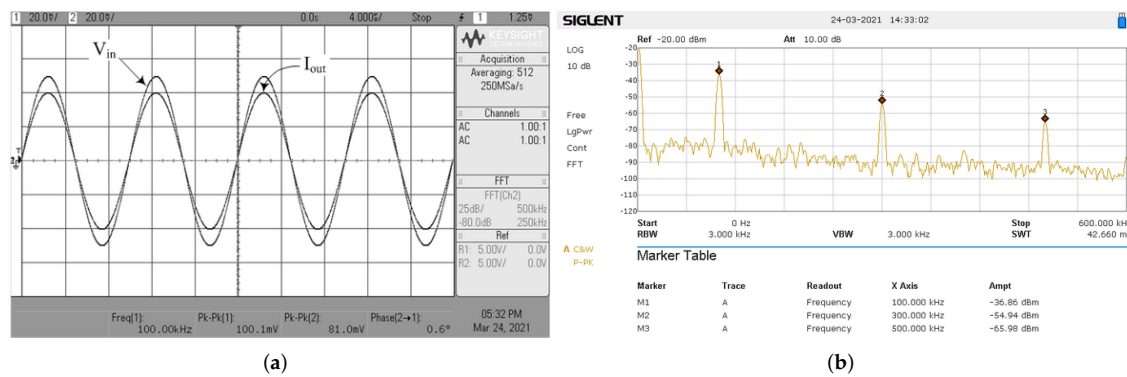 1 20.0V/ 2 20.0V/ 0.0s 4.000s/ Stop 1 1.25V
KEYSIGHT
TECHNOLOGIES
Acquisition
Averaging: 512
250MSa/s
Channels
AC 1.00:1
AC 1.00:1
FFT
FFT(Ch2)
25dB/ 500kHz
-80.0dB 250kHz
Ref
R1: 5.00V/ 0.0V
R2: 5.00V/ 0.0V
Vin
Iout
Freq(1): Pk-Pk(1): Pk-Pk(2): Phase(2→1):
100.00kHz 100.1mV 81.0mV 0.6°
05:32 PM
Mar 24, 2021
(a)
SIGLENT 24-03-2021 14:33:02
Ref -20.00 dBm Att 10.00 dB
LOG
10 dB
Free
LgPwr
Cont
FFT
A C&W
P-PK
-20
-30
-40
-50
-60
-70
-80
-90
-100
-110
-120
1
2
3
Start 0 Hz Stop 600.000 kH
RBW 3.000 kHz VBW 3.000 kHz SWT 42.660 m
Marker Table
Marker Trace Readout X Axis Ampt
M1 A Frequency 100.000 kHz -36.86 dBm
M2 A Frequency 300.000 kHz -54.94 dBm
M3 A Frequency 500.000 kHz -65.98 dBm
(b)